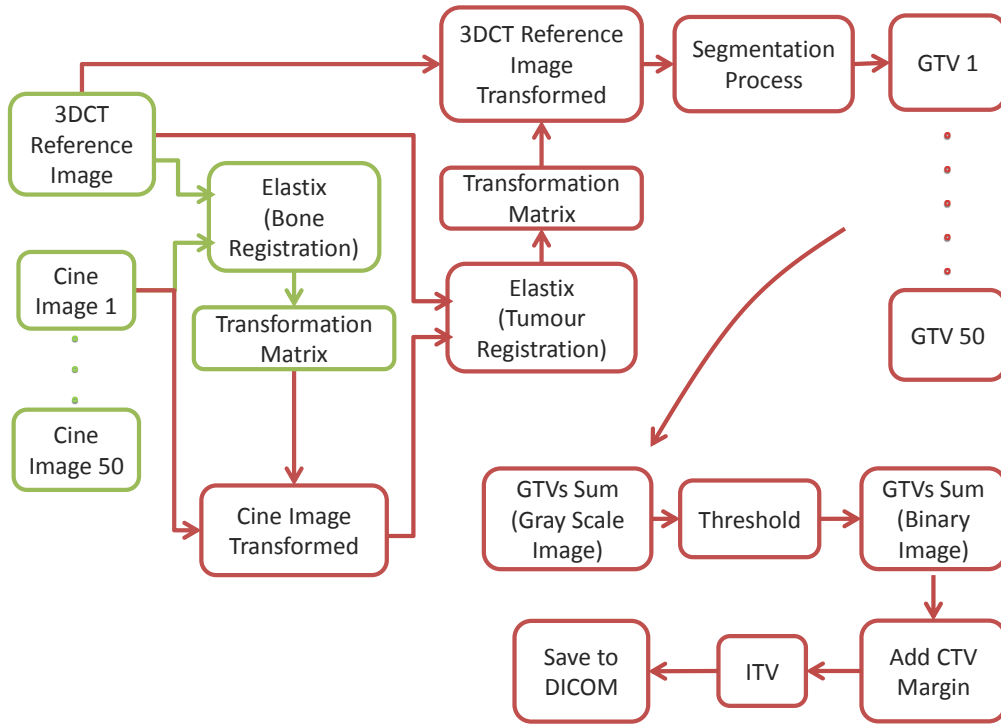 3DCT
Reference
Image
Cine
Image 1
Cine
Image 50
Elastix
(Bone
Registration)
Transformation
Matrix
Cine Image
Transformed
3DCT Reference
Image
Transformed
Transformation
Matrix
Elastix
(Tumour
Registration)
Segmentation
Process
GTV 1
GTV 50
GTVs Sum
(Gray Scale
Image)
Threshold
GTVs Sum
(Binary
Image)
Add CTV
Margin
ITV
Save to
DICOM